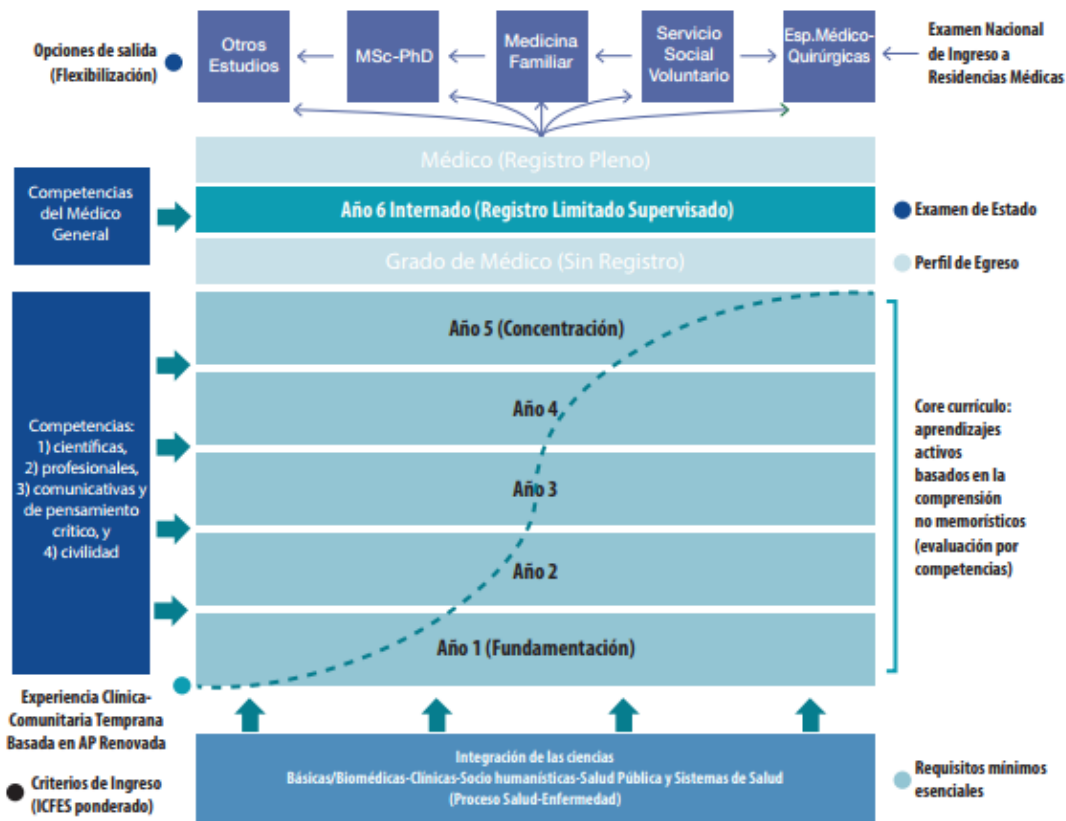 Opciones de salida
(Flexibilización)
Otros
Estudios
MSc-PhD
Medicina
Familiar
Servicio
Social
Voluntario
Esp.Médico-
Quirúrgicas
Examen Nacional
de Ingreso a
Residencias Médicas
Médico (Registro Pleno)
Competencias
del Médico
General
Año 6 Internado (Registro Limitado Supervisado)
Examen de Estado
Grado de Médico (Sin Registro)
Perfil de Egreso
Año 5 (Concentración)
Año 4
Año 3
Año 2
Año 1 (Fundamentación)
Competencias:
1) científicas,
2) profesionales,
3) comunicativas y
de pensamiento
crítico, y
4) civilidad
Core currículo:
aprendizajes
activos
basados en la
comprensión
no memorísticos
(evaluación por
competencias)
Experiencia Clínica-
Comunitaria Temprana
Basada en AP Renovada
Criterios de Ingreso
(ICFES ponderado)
Integración de las ciencias
Básicas/Biomédicas-Clínicas-Socio humanísticas-Salud Pública y Sistemas de Salud
(Proceso Salud-Enfermedad)
Requisitos mínimos
esenciales